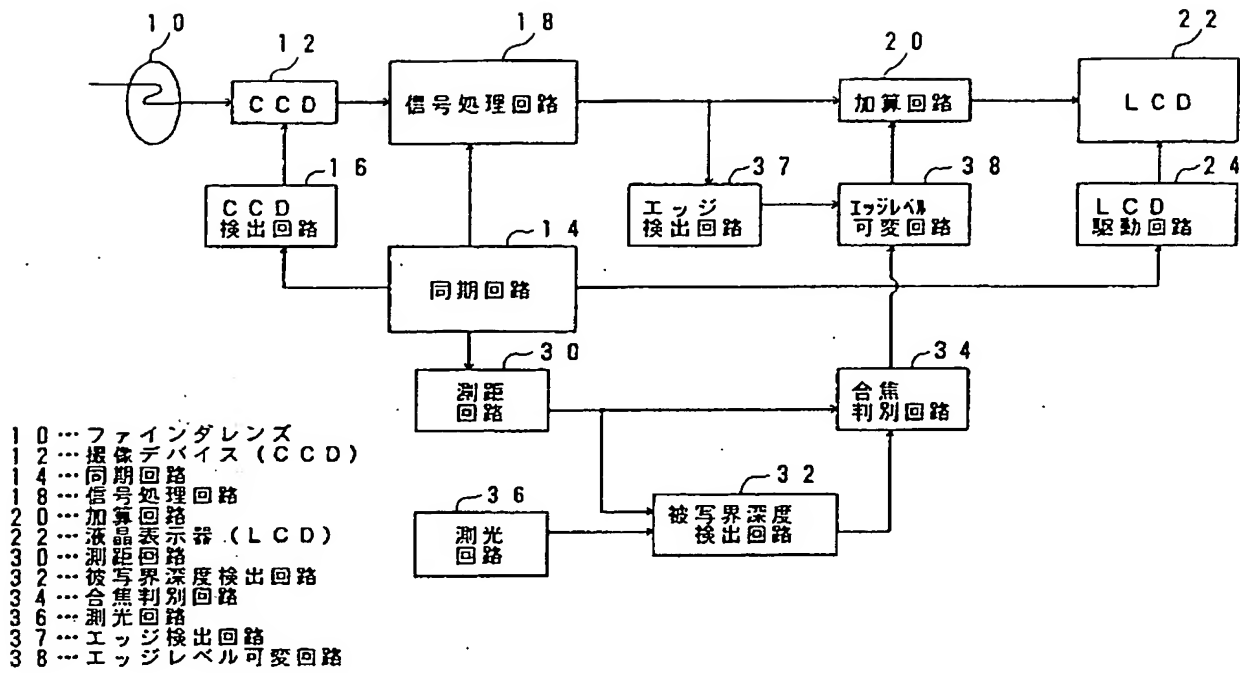 10
12
18
20
22
CCD
信号処理回路
加算回路
LCD
16
37
38
24
CCD
検出回路
エッジ
検出回路
エッジレベル
可変回路
LCD
駆動回路
14
同期回路
30
測距
回路
34
合焦
判別回路
36
測光
回路
32
被写界深度
検出回路
10…ファインダレンズ
12…撮像デバイス(CCD)
14…同期回路
18…信号処理回路
20…加算回路
22…液晶表示器(LCD)
30…測距回路
32…被写界深度検出回路
34…合焦判別回路
36…測光回路
37…エッジ検出回路
38…エッジレベル可変回路